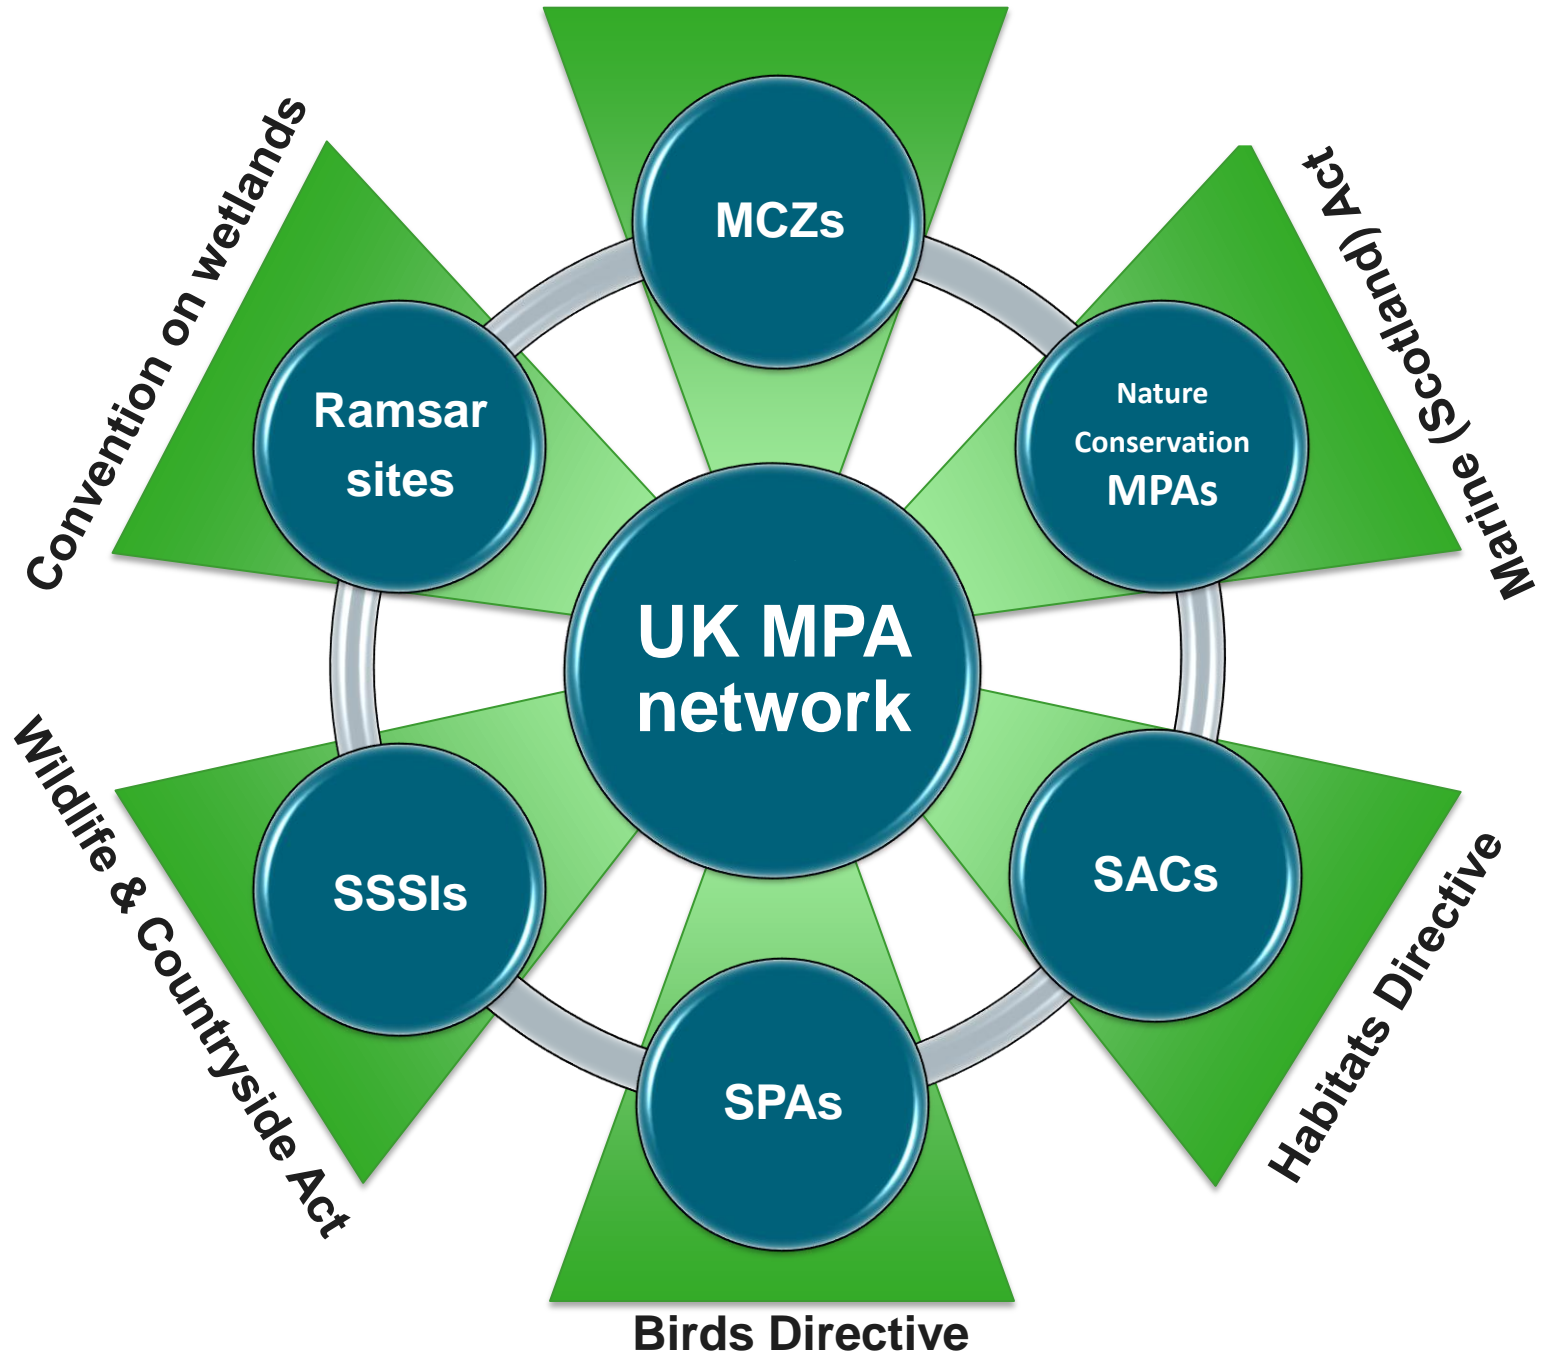 MCZs
Convention on wetlands
Marine (Scotland) Act
Ramsar
sites
Nature
Conservation
MPAs
UK MPA
network
SSSIs
SACs
Wildlife & Countryside Act
Habitats Directive
SPAs
Birds Directive